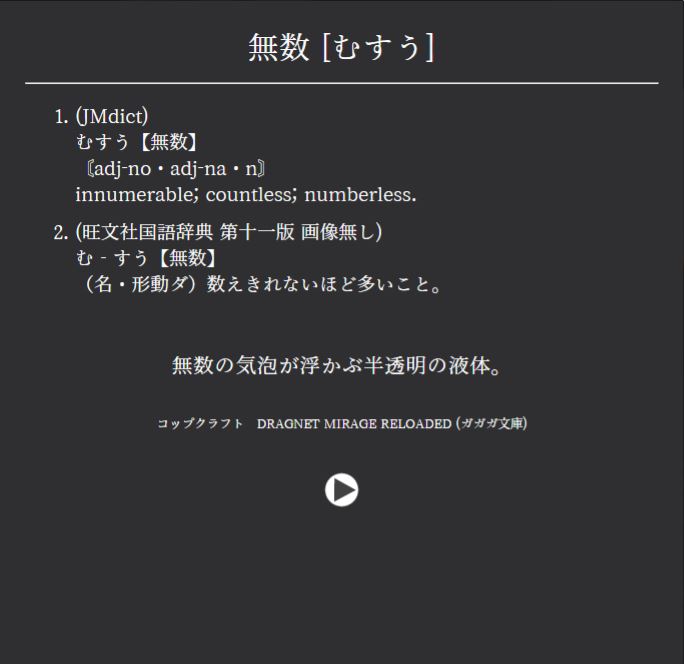 無数 [むすう]
1. (JMdict)
むすう【無数】
〘adj-no・adj-na・n〙
innumerable; countless; numberless.
2. (旺文社国語辞典 第十一版 画像無し)
む‐すう【無数】
（名・形動ダ）数えきれないほど多いこと。
無数の気泡が浮かぶ半透明の液体。
コップクラフト　DRAGNET MIRAGE RELOADED (ガガガ文庫)